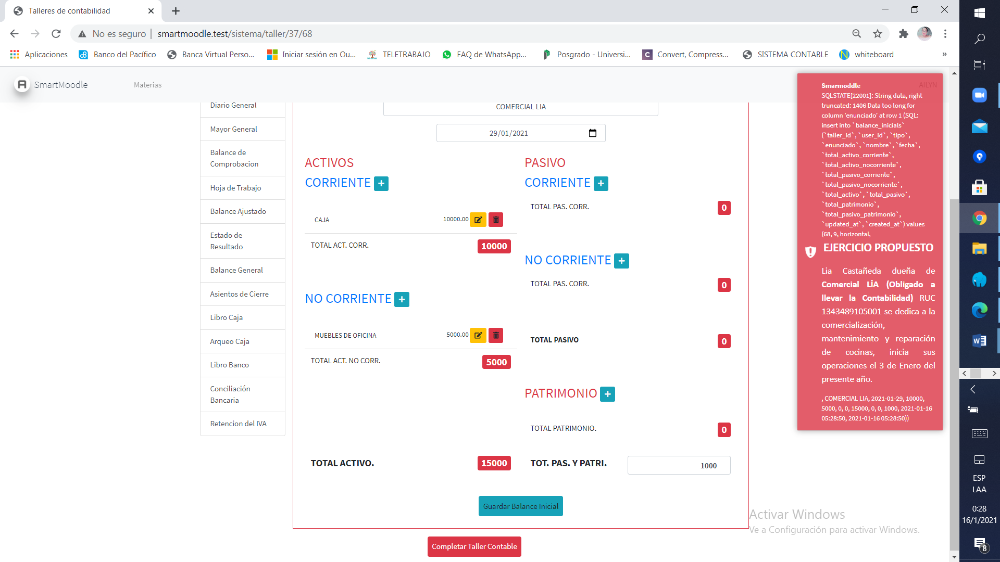 Talleres de contabilidad
No es seguro | smartmoodle.test/sistema/taller/37/68
Aplicaciones
Banco del Pacífico
Banca Virtual Perso...
Iniciar sesión en Ou...
TELETRABAJO
FAQ de WhatsApp...
Posgrado - Universi...
Convert, Compress...
SISTEMA CONTABLE
whiteboard
»
SmartMoodle
Materias
AILYN
Diario General
Mayor General
Balance de
Comprobacion
Hoja de Trabajo
Balance Ajustado
Estado de
Resultado
Balance General
Asientos de Cierre
Libro Caja
Arqueo Caja
Libro Banco
Conciliación
Bancaria
Retencion del IVA
COMERCIAL LIA
29/01/2021
ACTIVOS
CORRIENTE
CAJA 10000.00
TOTAL ACT. CORR. 10000
NO CORRIENTE
MUEBLES DE OFICINA 5000.00
TOTAL ACT. NO CORR. 5000
TOTAL ACTIVO. 15000
PASIVO
CORRIENTE
TOTAL PAS. CORR. 0
NO CORRIENTE
TOTAL PAS. CORR. 0
TOTAL PASIVO 0
PATRIMONIO
TOTAL PATRIMONIO. 0
TOT. PAS. Y PATRI. 1000
Guardar Balance Inicial
Completar Taller Contable
Smarmoddle
SQLSTATE[22001]: String data, right
truncated: 1406 Data too long for
column 'enunciado' at row 1 (SQL:
insert into `balance_inicials`
(`taller_id`, `user_id`, `tipo`,
`enunciado`, `nombre`, `fecha`,
`total_activo_corriente`,
`total_activo_nocorriente`,
`total_pasivo_corriente`,
`total_pasivo_nocorriente`,
`total_activo`, `total_pasivo`,
`total_patrimonio`,
`total_pasivo_patrimonio`,
`updated_at`, `created_at`) values
(68, 9, horizontal,
EJERCICIO PROPUESTO
Lia Castañeda dueña de
Comercial LİA (Obligado a
llevar la Contabilidad) RUC
1343489105001 se dedica a la
comercialización,
mantenimiento y reparación
de cocinas, inicia sus
operaciones el 3 de Enero del
presente año.
, COMERCIAL LIA, 2021-01-29, 10000,
5000, 0, 0, 15000, 0, 0, 1000, 2021-01-16
05:28:50, 2021-01-16 05:28:50))
Activar Windows
Ve a Configuración para activar Windows.
ESP
LAA
0:28
16/1/2021
8